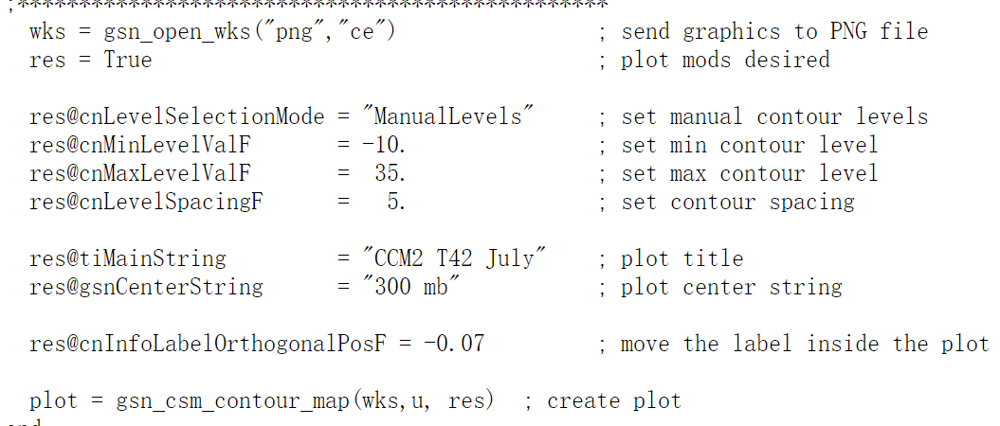 ;************************************************
wks = gsn_open_wks("png","ce") ; send graphics to PNG file
res = True ; plot mods desired
res@cnLevelSelectionMode = "ManualLevels" ; set manual contour levels
res@cnMinLevelValF = -10. ; set min contour level
res@cnMaxLevelValF = 35. ; set max contour level
res@cnLevelSpacingF = 5. ; set contour spacing
res@tiMainString = "CCM2 T42 July" ; plot title
res@gsnCenterString = "300 mb" ; plot center string
res@cnInfoLabelOrthogonalPosF = -0.07 ; move the label inside the plot
plot = gsn_csm_contour_map(wks,u, res) ; create plot
end